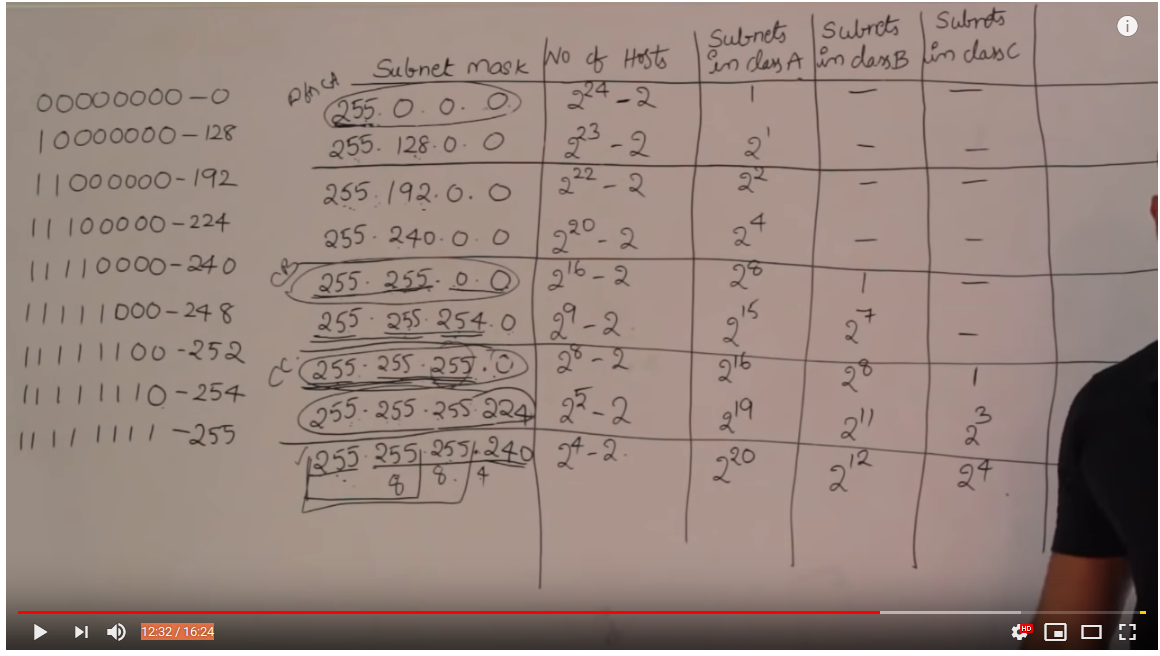 Subnet mask No of Hosts Subnets in class A Subnets in class B Subnets in class C
00000000 - 0
10000000 - 128
11000000 - 192
11100000 - 224
11110000 - 240
11111000 - 248
11111100 - 252
11111110 - 254
11111111 - 255
255.0.0.0 2^24 - 2 1 — —
255.128.0.0 2^23 - 2 2^1 — —
255.192.0.0 2^22 - 2 2^2 — —
255.240.0.0 2^20 - 2 2^4 — —
CB 255.255.0.0 2^16 - 2 2^8 1 —
255.255.254.0 2^9 - 2 2^15 2^7 —
CC 255.255.255.0 2^8 - 2 2^16 2^8 1
255.255.255.224 2^5 - 2 2^19 2^11 2^3
255.255.255.240 2^4 - 2 2^20 2^12 2^4
8 8 4
12:32 / 16:24
HD